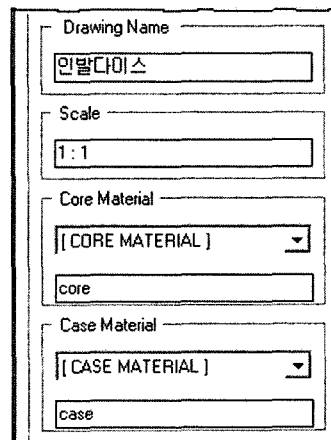 Drawing Name
인발다이스
Scale
1 : 1
Core Material
[ CORE MATERIAL ]
core
Case Material
[ CASE MATERIAL ]
case